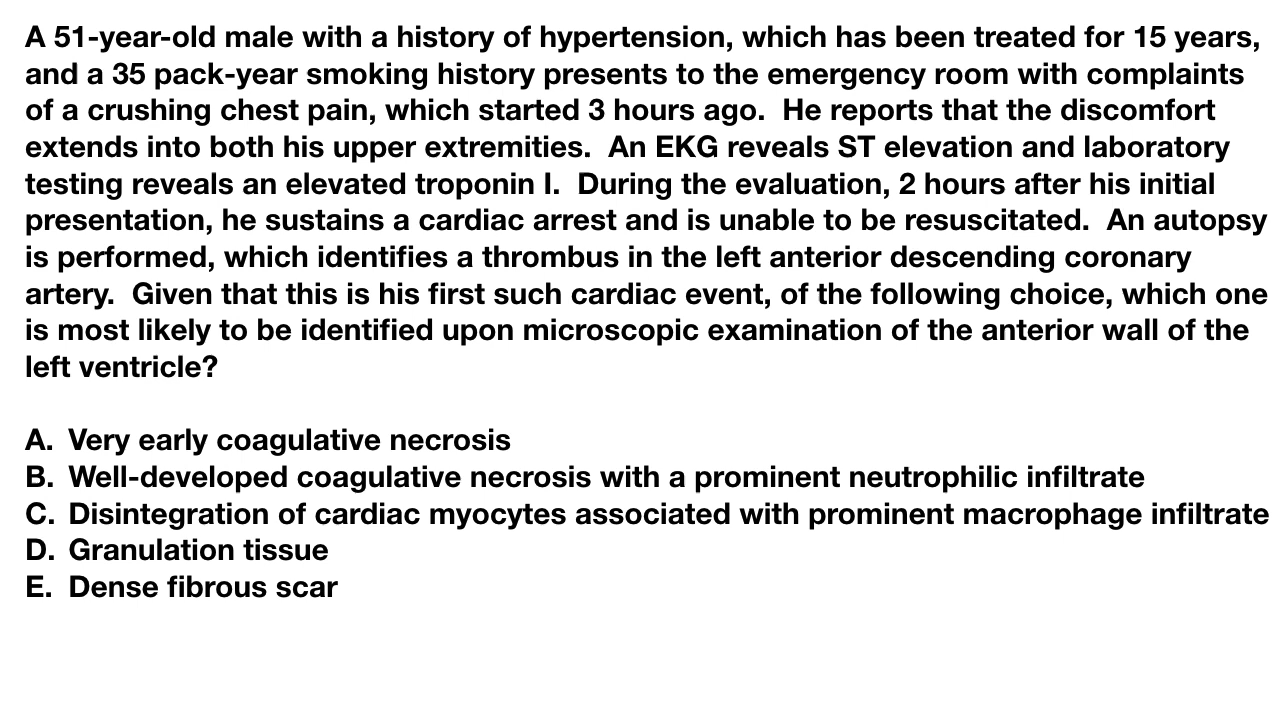 A 51-year-old male with a history of hypertension, which has been treated for 15 years,
and a 35 pack-year smoking history presents to the emergency room with complaints
of a crushing chest pain, which started 3 hours ago.  He reports that the discomfort
extends into both his upper extremities.  An EKG reveals ST elevation and laboratory
testing reveals an elevated troponin I.  During the evaluation, 2 hours after his initial
presentation, he sustains a cardiac arrest and is unable to be resuscitated.  An autopsy
is performed, which identifies a thrombus in the left anterior descending coronary
artery.  Given that this is his first such cardiac event, of the following choice, which one
is most likely to be identified upon microscopic examination of the anterior wall of the
left ventricle?
A.  Very early coagulative necrosis
B.  Well-developed coagulative necrosis with a prominent neutrophilic infiltrate
C.  Disintegration of cardiac myocytes associated with prominent macrophage infiltrate
D.  Granulation tissue
E.  Dense fibrous scar